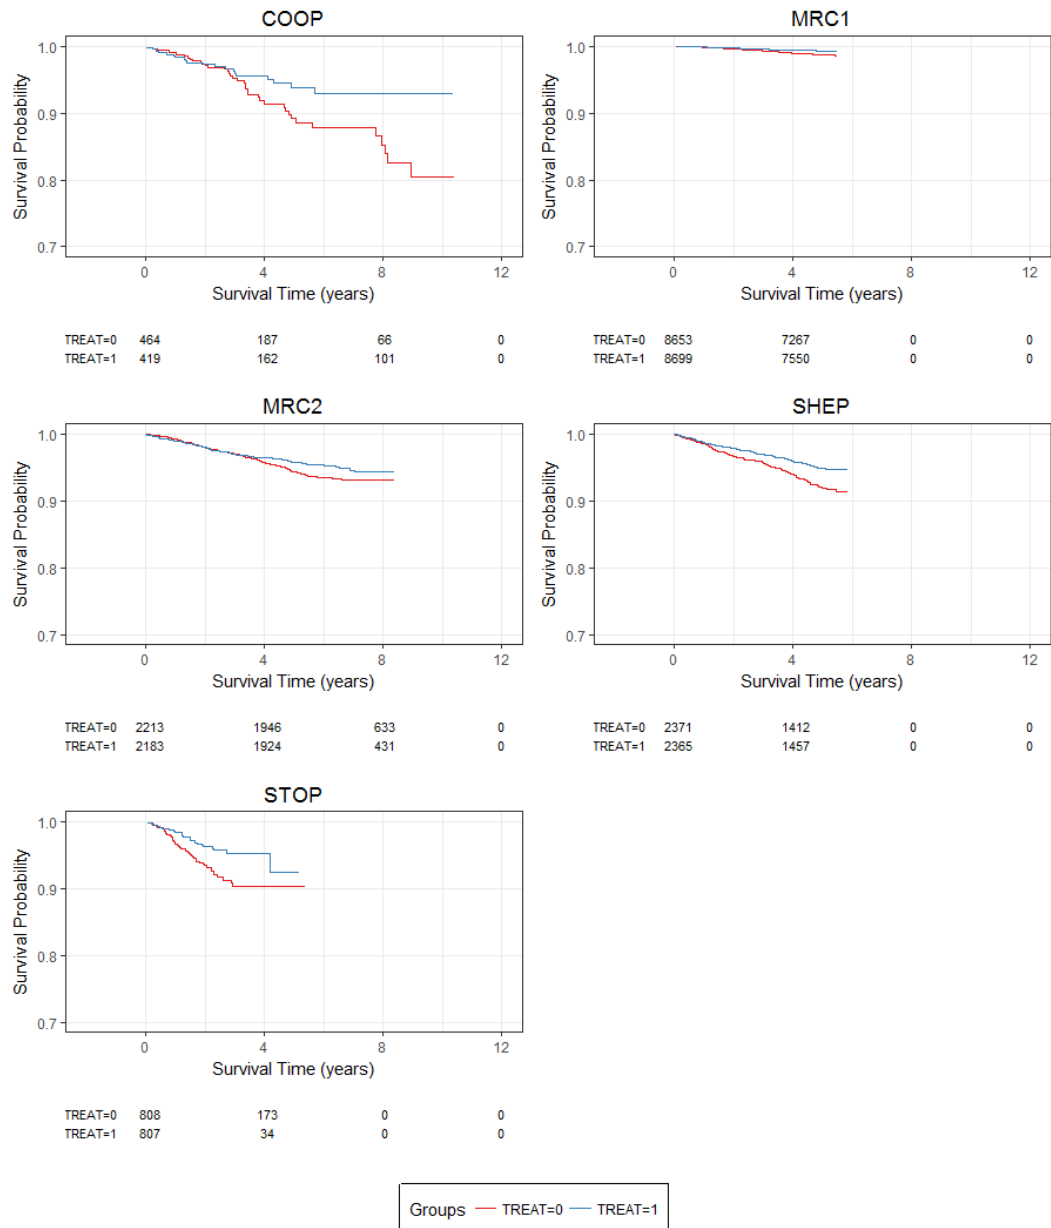 COOP
1.0
0.9
0.8
0.7
Survival Probability
0 4 8 12
Survival Time (years)
TREAT=0 464 187 66 0
TREAT=1 419 162 101 0
MRC1
1.0
0.9
0.8
0.7
Survival Probability
0 4 8 12
Survival Time (years)
TREAT=0 8653 7267 0 0
TREAT=1 8699 7550 0 0
MRC2
1.0
0.9
0.8
0.7
Survival Probability
0 4 8 12
Survival Time (years)
TREAT=0 2213 1946 633 0
TREAT=1 2183 1924 431 0
SHEP
1.0
0.9
0.8
0.7
Survival Probability
0 4 8 12
Survival Time (years)
TREAT=0 2371 1412 0 0
TREAT=1 2365 1457 0 0
STOP
1.0
0.9
0.8
0.7
Survival Probability
0 4 8 12
Survival Time (years)
TREAT=0 808 173 0 0
TREAT=1 807 34 0 0
Groups TREAT=0 TREAT=1